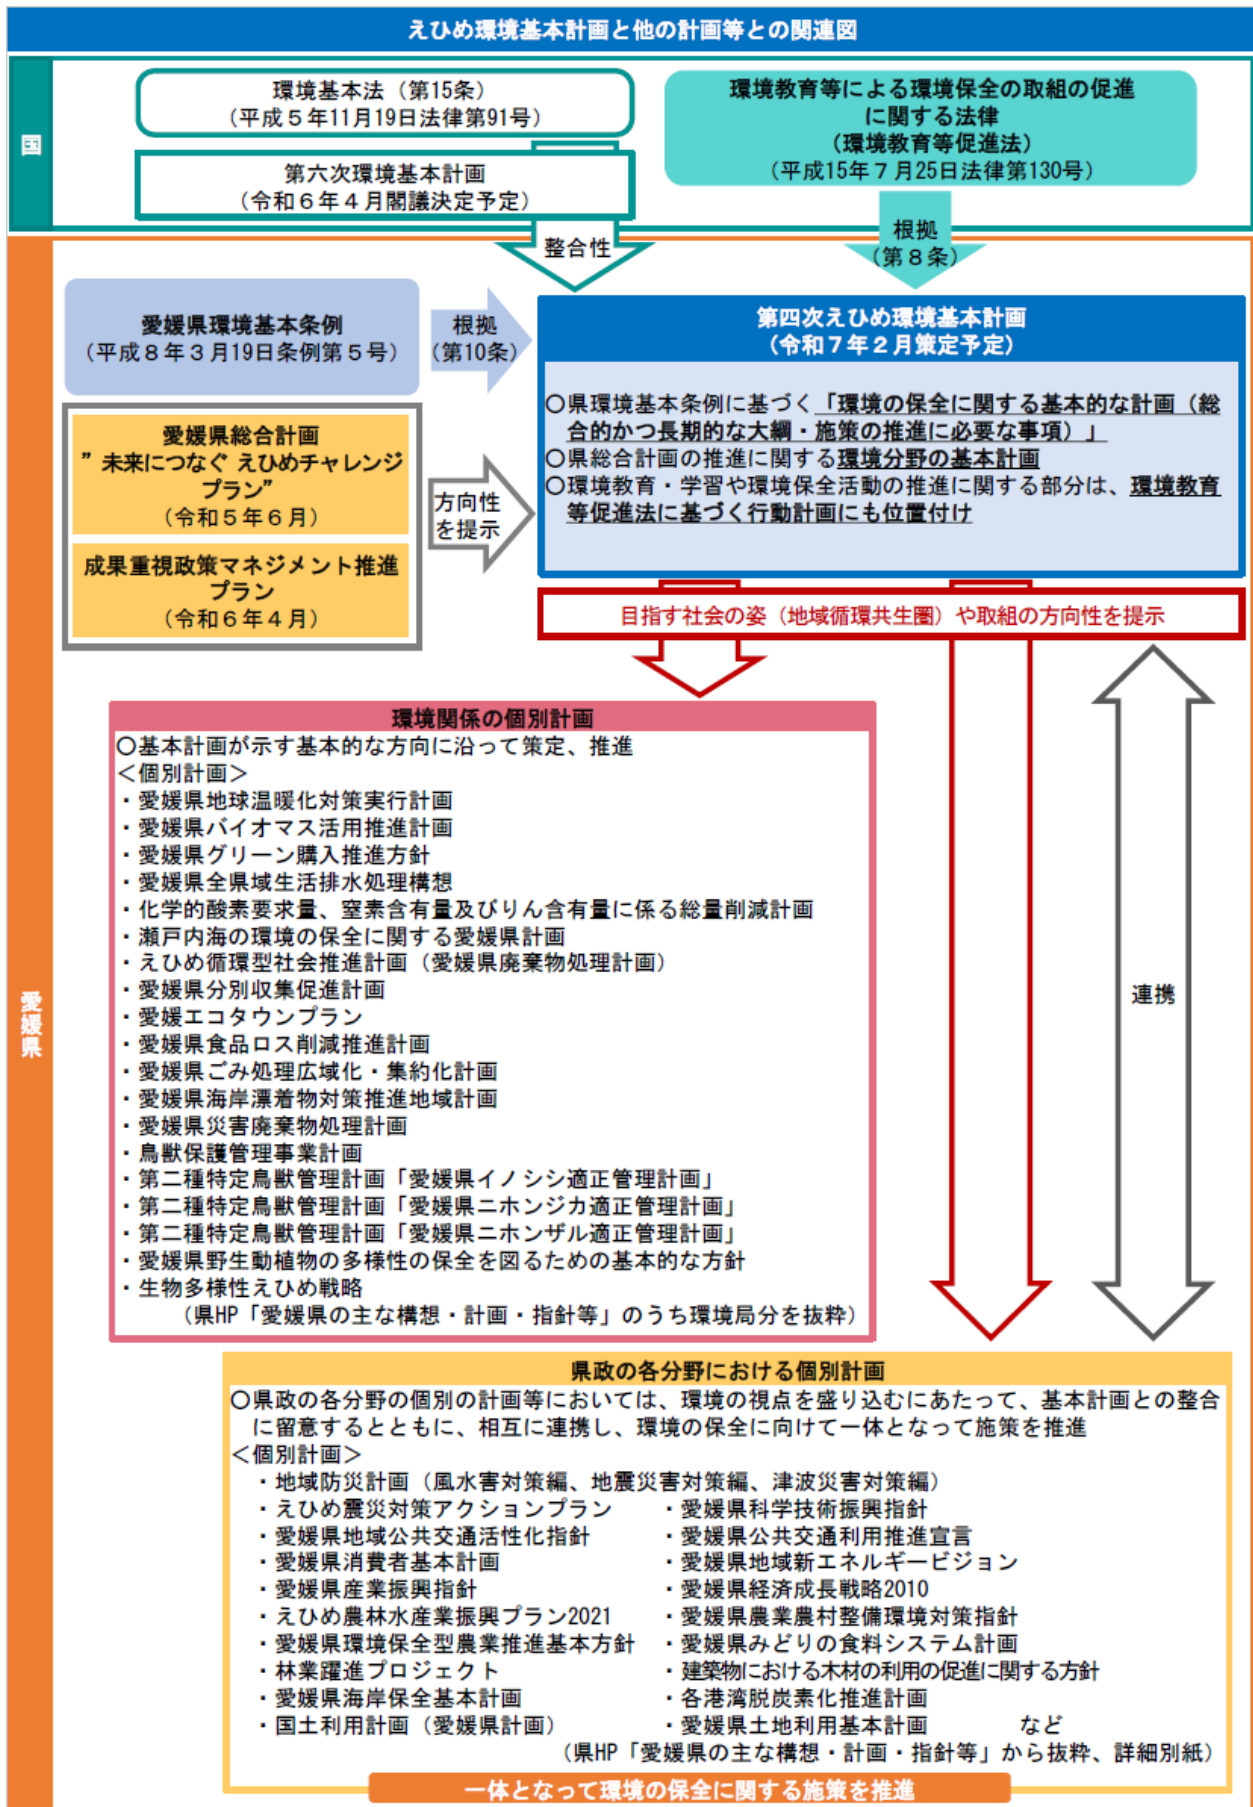 えひめ環境基本計画と他の計画等との関連図
国
環境基本法（第15条）
（平成５年11月19日法律第91号）
第六次環境基本計画
（令和６年４月閣議決定予定）
環境教育等による環境保全の取組の促進
に関する法律
（環境教育等促進法）
（平成15年７月25日法律第130号）
整合性
根拠
（第８条）
愛媛県
愛媛県環境基本条例
（平成８年３月19日条例第５号）
根拠
（第10条）
愛媛県総合計画
”未来につなぐ えひめチャレンジ
プラン”
（令和５年６月）
成果重視政策マネジメント推進
プラン
（令和６年４月）
方向性
を提示
第四次えひめ環境基本計画
（令和７年２月策定予定）
〇県環境基本条例に基づく「環境の保全に関する基本的な計画（総
合的かつ長期的な大綱・施策の推進に必要な事項）」
〇県総合計画の推進に関する環境分野の基本計画
〇環境教育・学習や環境保全活動の推進に関する部分は、環境教育
等促進法に基づく行動計画にも位置付け
目指す社会の姿（地域循環共生圏）や取組の方向性を提示
環境関係の個別計画
〇基本計画が示す基本的な方向に沿って策定、推進
＜個別計画＞
・愛媛県地球温暖化対策実行計画
・愛媛県バイオマス活用推進計画
・愛媛県グリーン購入推進方針
・愛媛県全県域生活排水処理構想
・化学的酸素要求量、窒素含有量及びりん含有量に係る総量削減計画
・瀬戸内海の環境の保全に関する愛媛県計画
・えひめ循環型社会推進計画（愛媛県廃棄物処理計画）
・愛媛県分別収集促進計画
・愛媛エコタウンプラン
・愛媛県食品ロス削減推進計画
・愛媛県ごみ処理広域化・集約化計画
・愛媛県海岸漂着物対策推進地域計画
・愛媛県災害廃棄物処理計画
・鳥獣保護管理事業計画
・第二種特定鳥獣管理計画「愛媛県イノシシ適正管理計画」
・第二種特定鳥獣管理計画「愛媛県ニホンジカ適正管理計画」
・第二種特定鳥獣管理計画「愛媛県ニホンザル適正管理計画」
・愛媛県野生動植物の多様性の保全を図るための基本的な方針
・生物多様性えひめ戦略
（県HP「愛媛県の主な構想・計画・指針等」のうち環境局分を抜粋）
連携
県政の各分野における個別計画
〇県政の各分野の個別の計画等においては、環境の視点を盛り込むにあたって、基本計画との整合
に留意するとともに、相互に連携し、環境の保全に向けて一体となって施策を推進
＜個別計画＞
・地域防災計画（風水害対策編、地震災害対策編、津波災害対策編）
・えひめ震災対策アクションプラン　・愛媛県科学技術振興指針
・愛媛県地域公共交通活性化指針　・愛媛県公共交通利用推進宣言
・愛媛県消費者基本計画　・愛媛県地域新エネルギービジョン
・愛媛県産業振興指針　・愛媛県経済成長戦略2010
・えひめ農林水産業振興プラン2021　・愛媛県農業農村整備環境対策指針
・愛媛県環境保全型農業推進基本方針　・愛媛県みどりの食料システム計画
・林業躍進プロジェクト　・建築物における木材の利用の促進に関する方針
・愛媛県海岸保全基本計画　・各港湾脱炭素化推進計画
・国土利用計画（愛媛県計画）　・愛媛県土地利用基本計画　など
（県HP「愛媛県の主な構想・計画・指針等」から抜粋、詳細別紙）
一体となって環境の保全に関する施策を推進